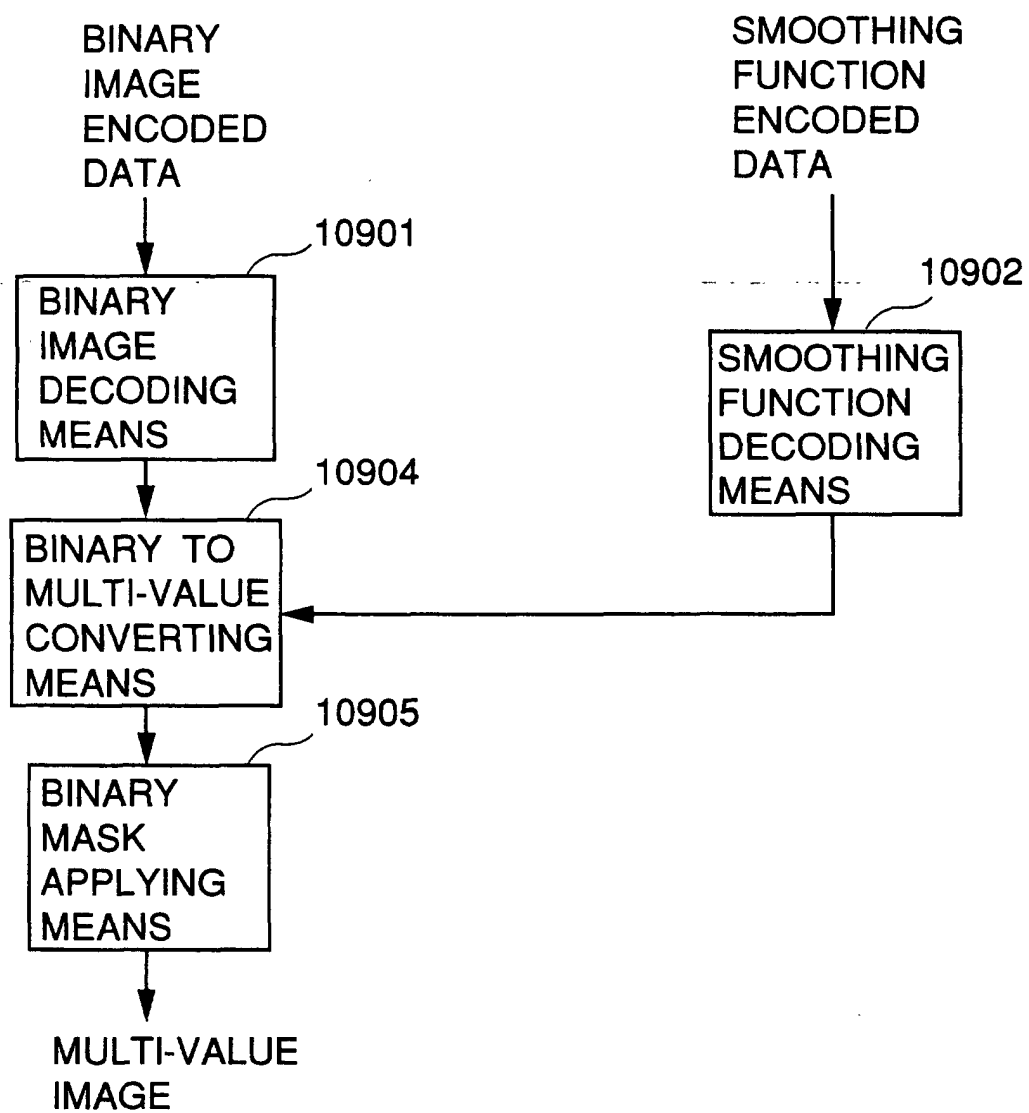 BINARY
IMAGE
ENCODED
DATA
SMOOTHING
FUNCTION
ENCODED
DATA
10901
BINARY
IMAGE
DECODING
MEANS
10902
SMOOTHING
FUNCTION
DECODING
MEANS
10904
BINARY TO
MULTI-VALUE
CONVERTING
MEANS
10905
BINARY
MASK
APPLYING
MEANS
MULTI-VALUE
IMAGE